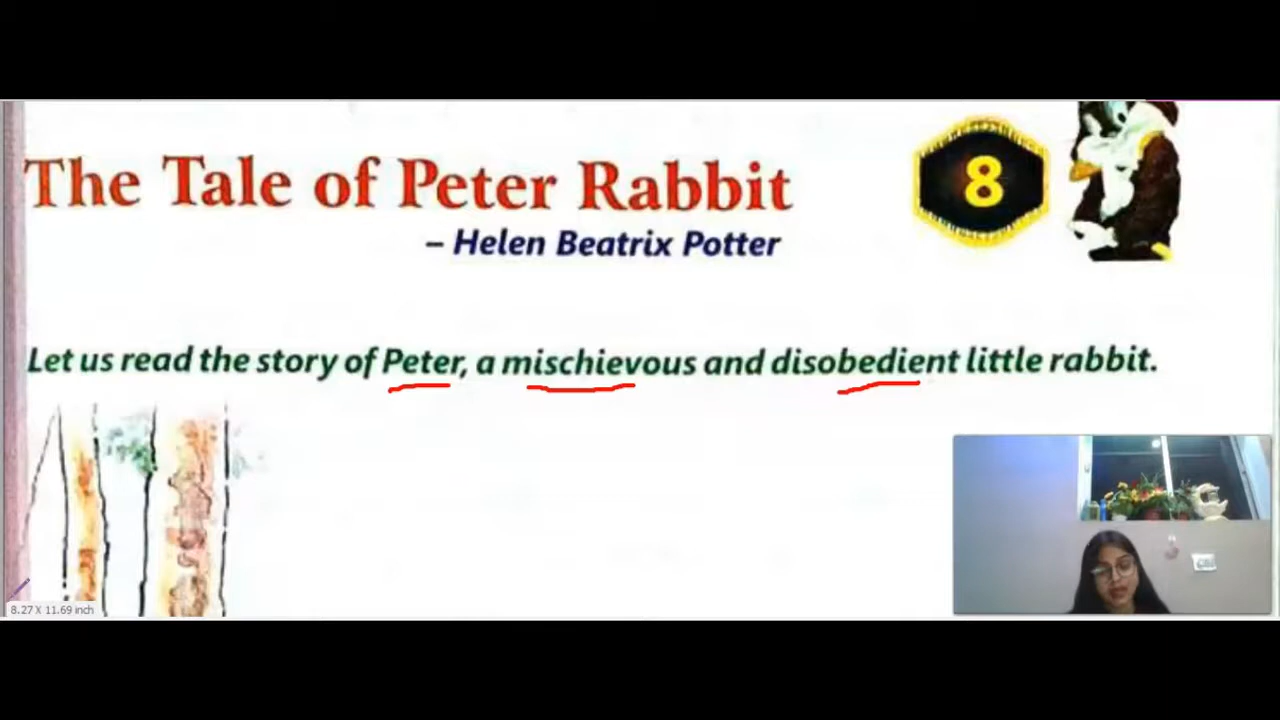 The Tale of Peter Rabbit
8
– Helen Beatrix Potter
Let us read the story of Peter, a mischievous and disobedient little rabbit.
8.27 X 11.69 inch